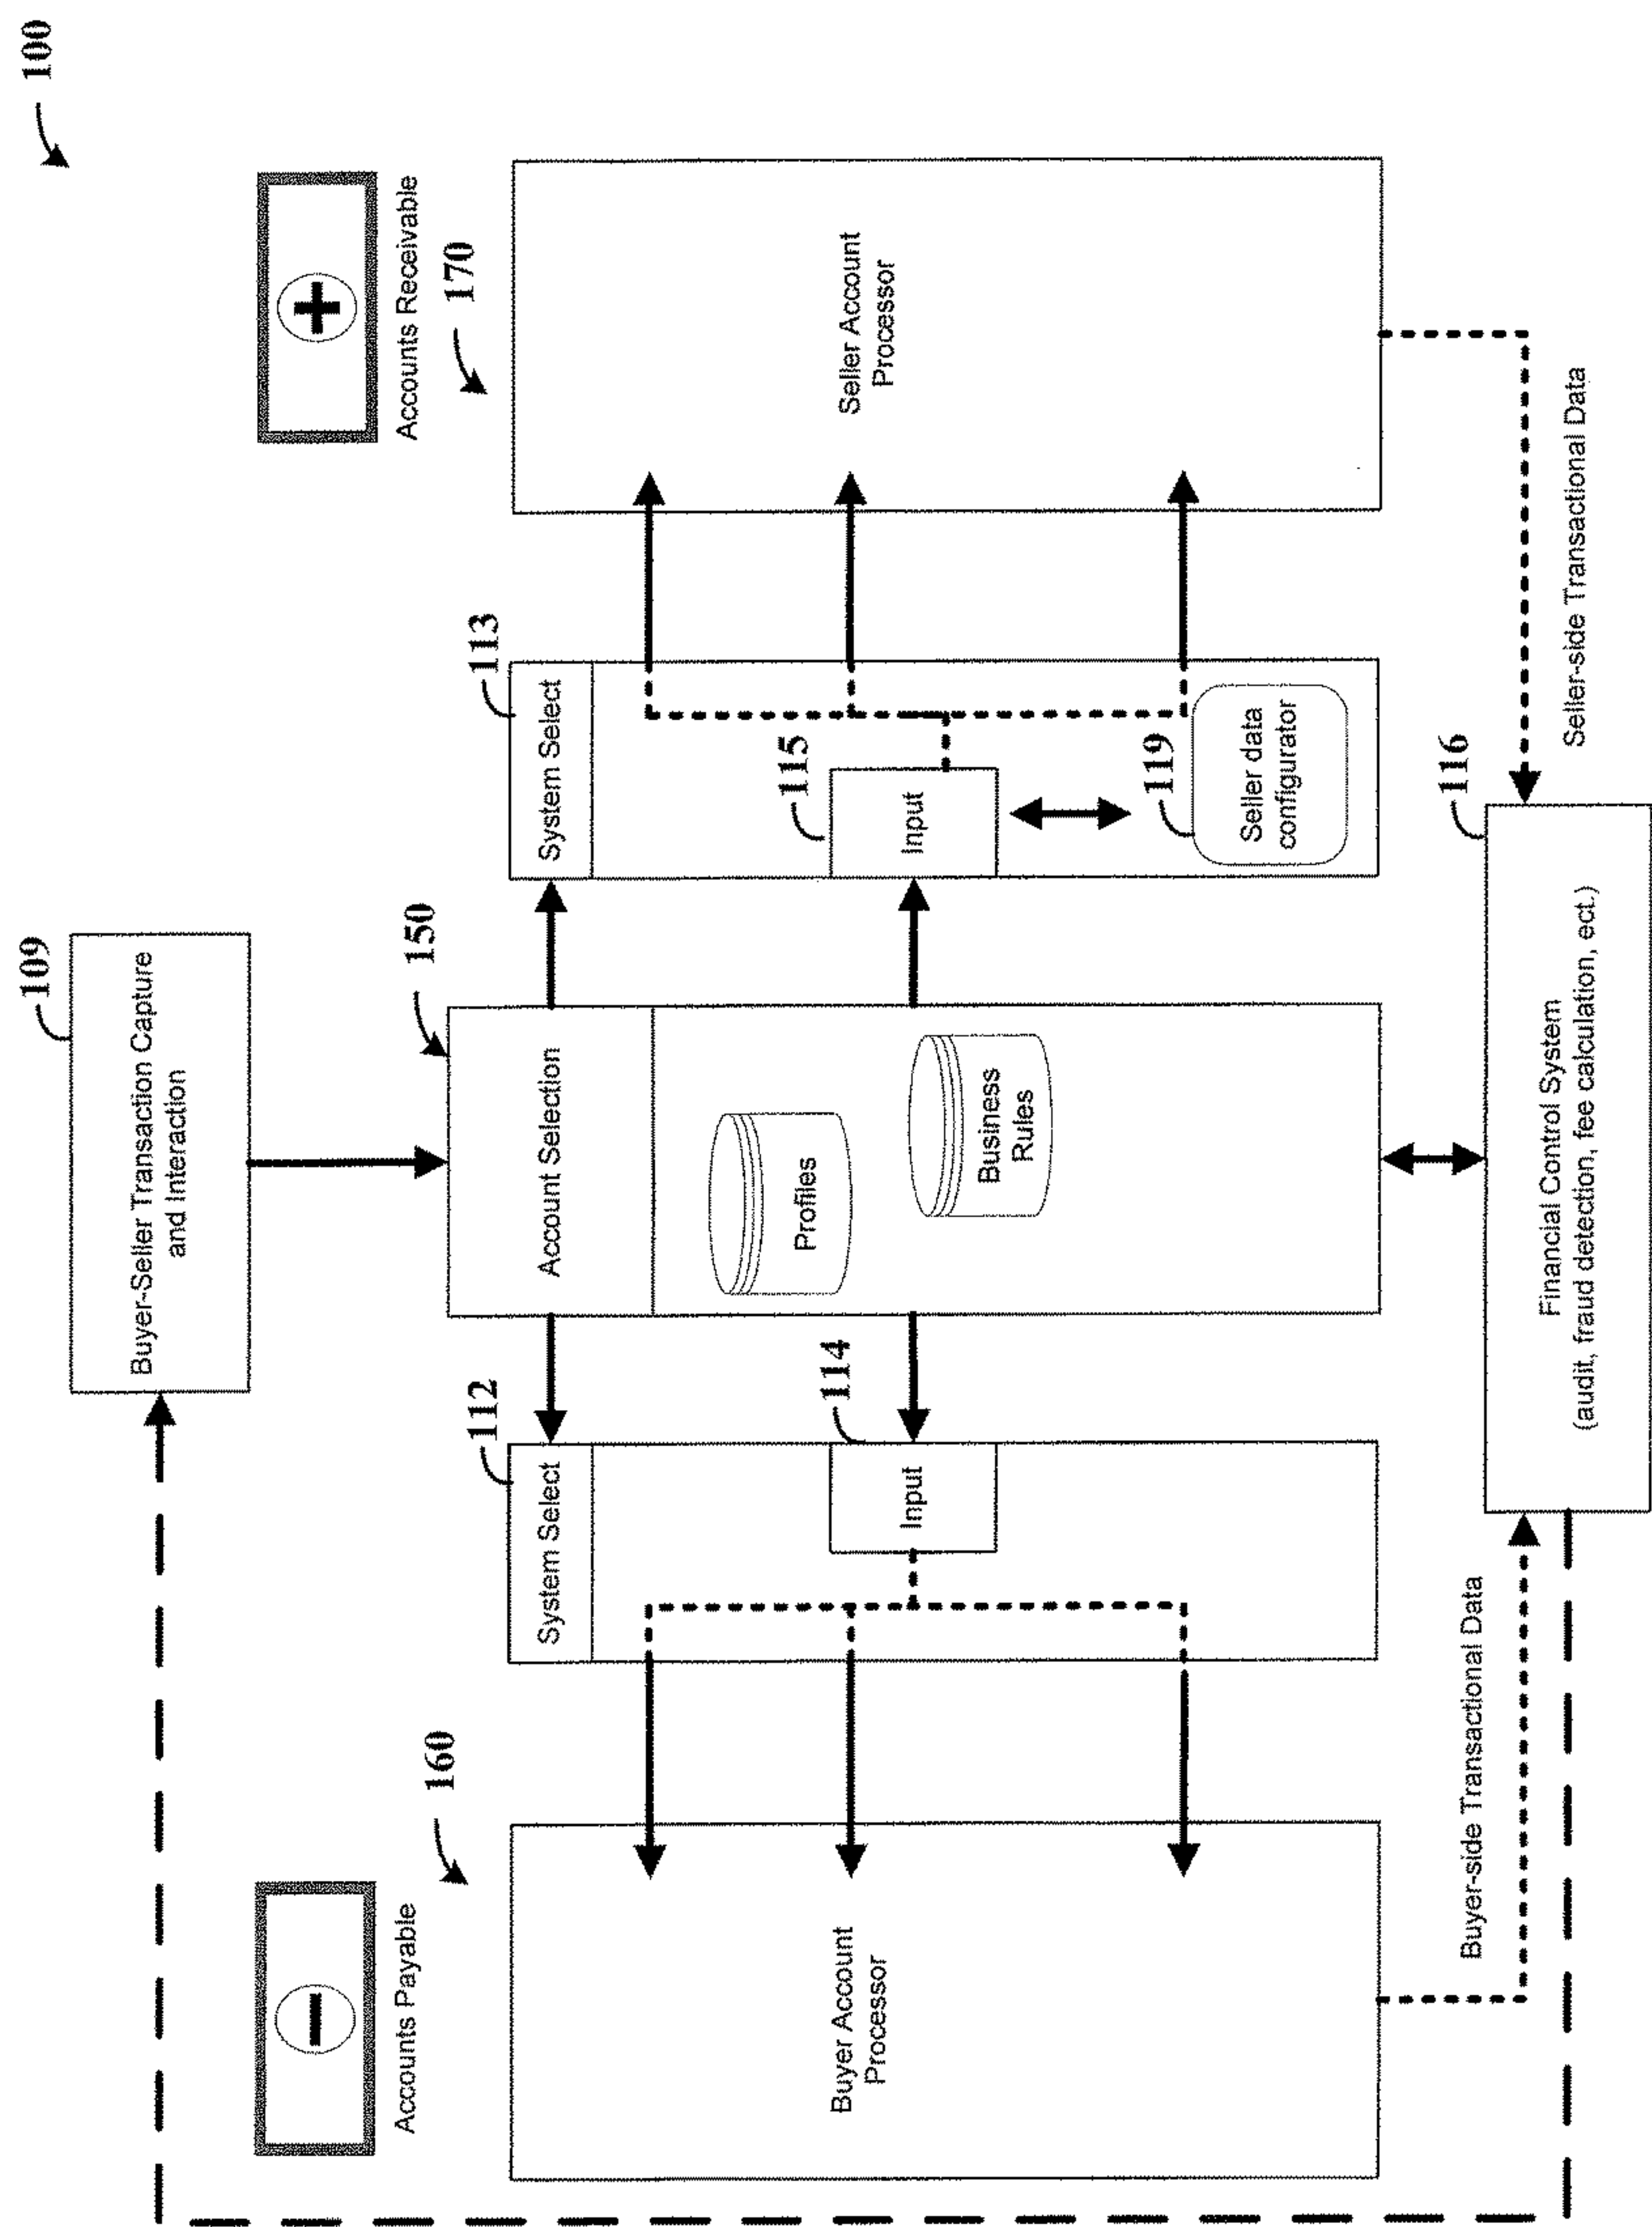 100
109
Buyer-Seller Transaction Capture
and Interaction
Accounts Payable
Accounts Receivable
160
112
150
113
170
System Select
Account Selection
System Select
Profiles
Business
Rules
114
Input
115
Input
119
Seller data
configurator
Buyer Account
Processor
Seller Account
Processor
Buyer-side Transactional Data
116
Seller-side Transactional Data
Financial Control System
(audit, fraud detection, fee calculation, ect.)